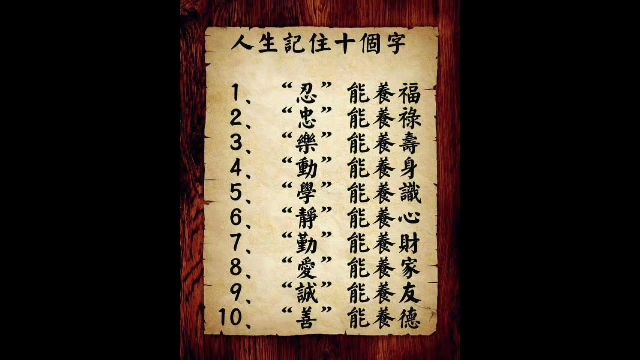 人生記住十個字
1、“忍”能養福
2、“忠”能養祿
3、“樂”能養壽
4、“動”能養身
5、“學”能養識
6、“靜”能養心
7、“勤”能養財
8、“愛”能養家
9、“誠”能養友
10、“善”能養德